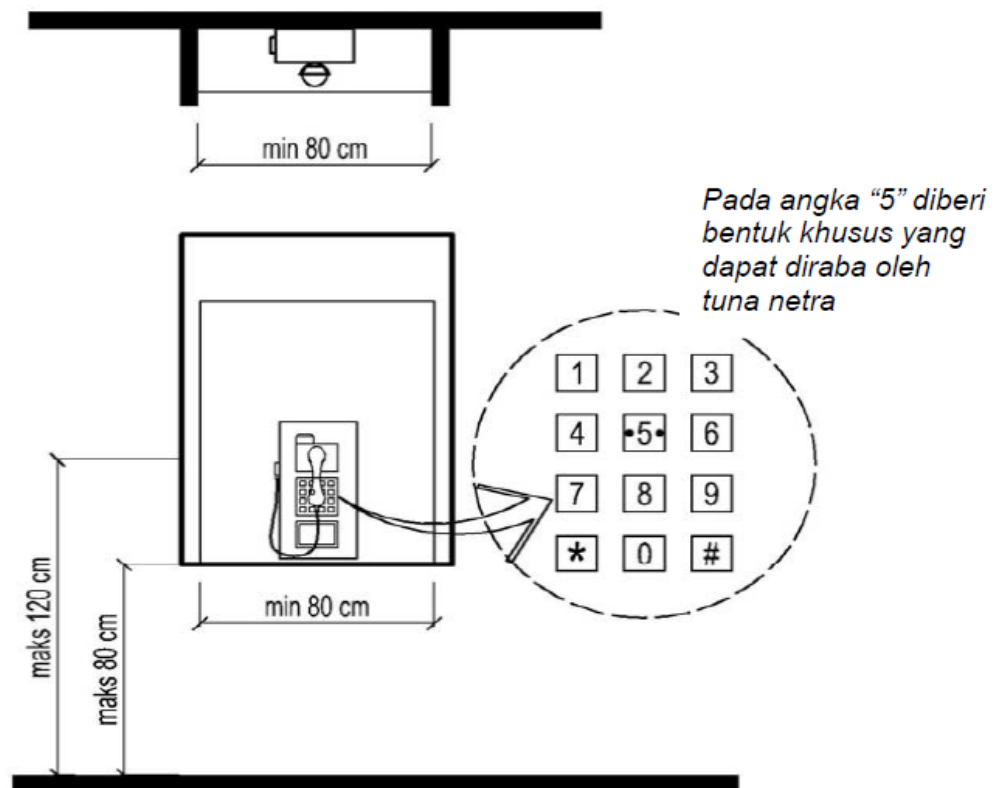 min 80 cm
Pada angka “5” diberi
bentuk khusus yang
dapat diraba oleh
tuna netra
1 2 3
4 •5• 6
7 8 9
* 0 #
maks 120 cm
maks 80 cm
min 80 cm